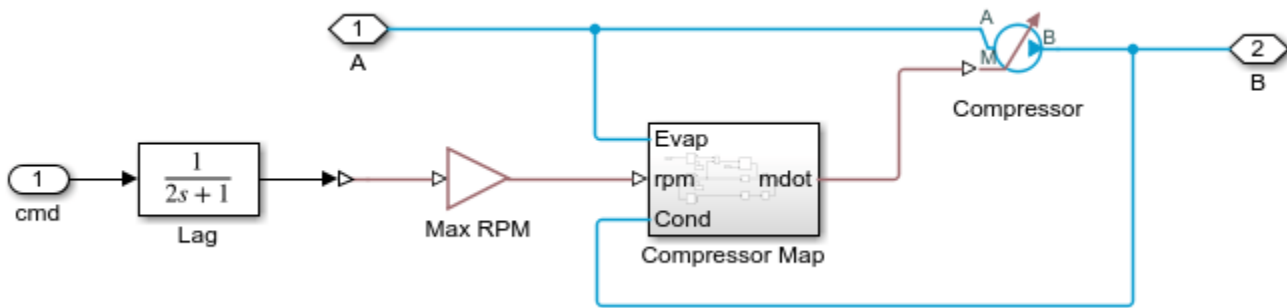 1
A
A
M
B
2
B
Compressor
1
cmd
1
2s + 1
Lag
Max RPM
Evap
rpm
mdot
Cond
Compressor Map